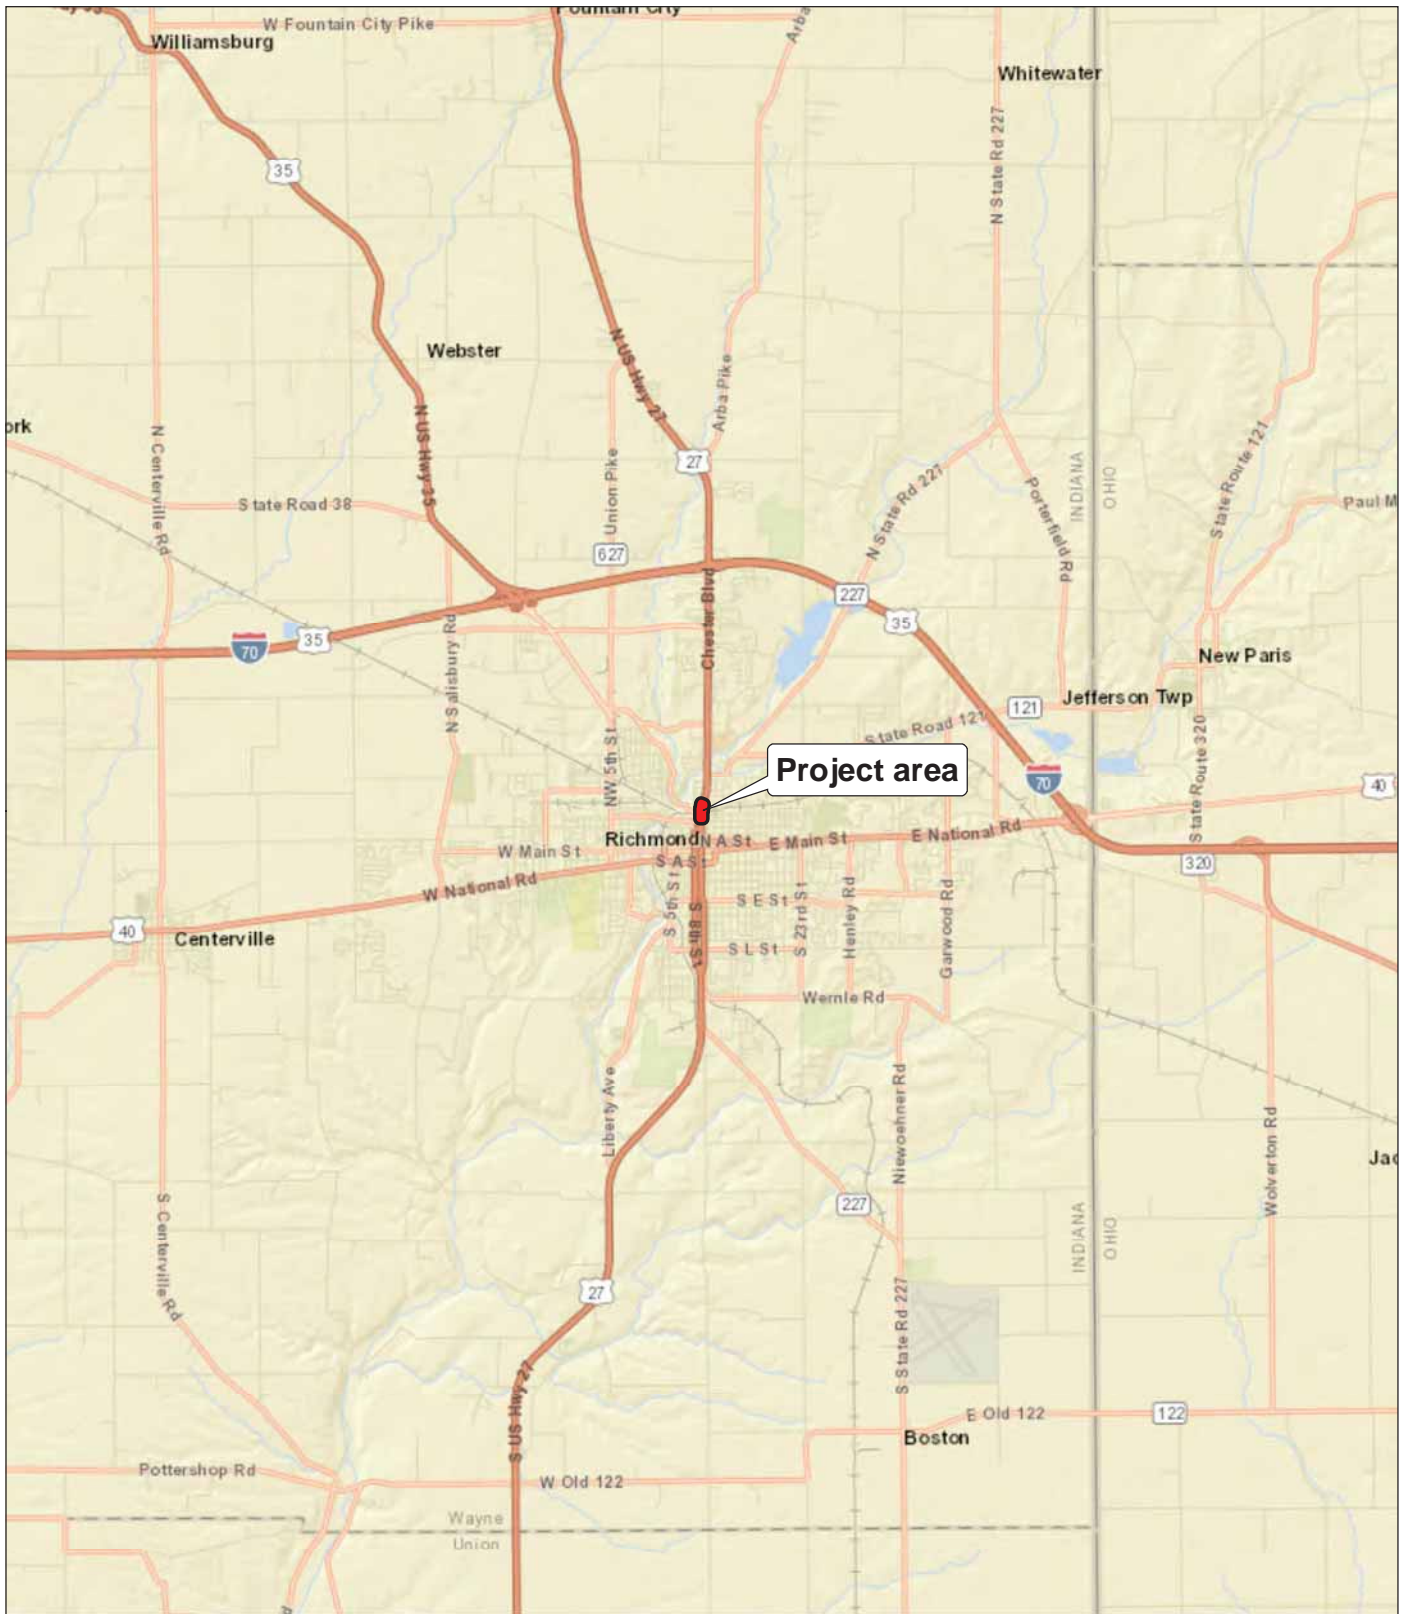 W Fountain City Pike
Fountain City
Arba
Williamsburg
Whitewater
35
N State Rd 227
Webster
N US Hwy 27
Arba Pike
N US Hwy 35
ork
N Centerville Rd
27
Union Pike
State Road 38
N State Rd 227
Porterfield Rd
INDIANA
OHIO
State Route 121
Paul M
627
227
35
35
70
Chester Blvd
N Salisbury Rd
New Paris
Jefferson Twp
121
State Road 121
NW 5th St
State Route 320
Project area
70
40
Richmond
N A St
E Main St
E National Rd
W Main St
S A St
W National Rd
320
S 5th St
S 8th St
S E St
S 23rd St
Henley Rd
Garwood Rd
40
Centerville
S L St
Wernle Rd
Liberty Ave
Niewoehner Rd
Wolverton Rd
Jac
S Centerville Rd
227
INDIANA
OHIO
27
S State Rd 227
S US Hwy 27
E Old 122
122
Boston
Pottershop Rd
W Old 122
Wayne
Union